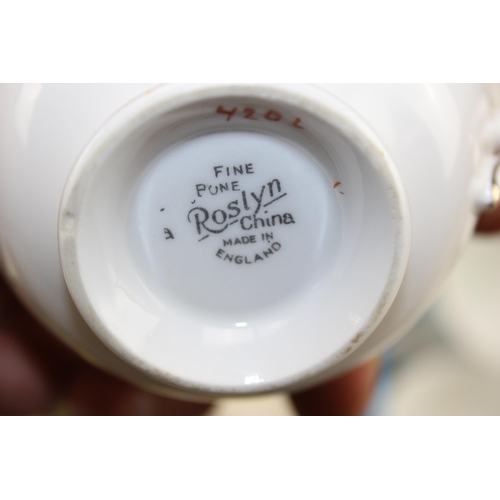 4202
FINE
BONE
Roslyn
China
MADE IN
ENGLAND